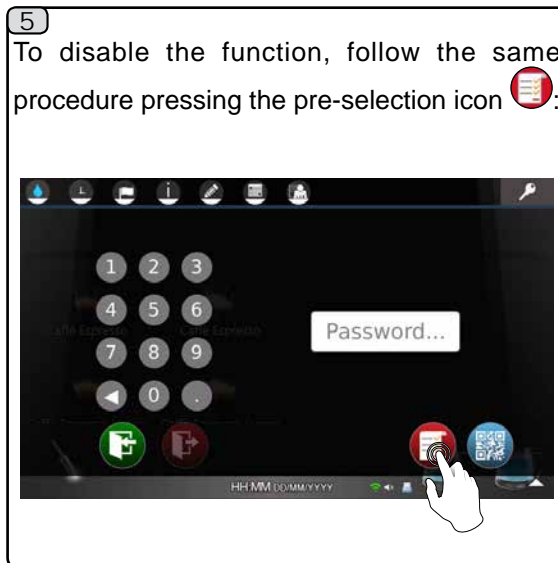 5
To disable the function, follow the same
procedure pressing the pre-selection icon :
1 2 3
4 5 6
Password...
7 8 9
0 .
HH:MM DD/MM/YYYY